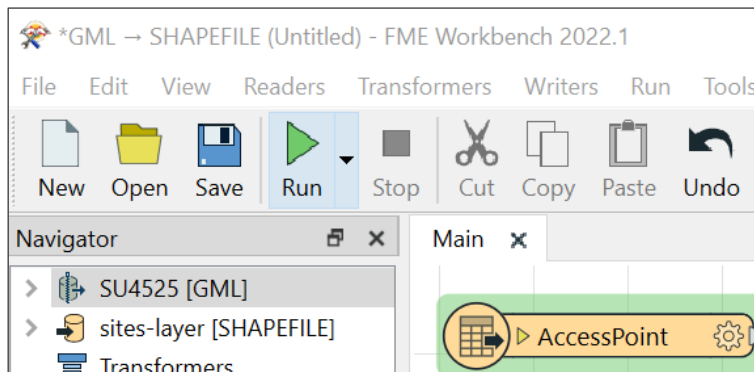 *GML → SHAPEFILE (Untitled) - FME Workbench 2022.1
File Edit View Readers Transformers Writers Run Tools
New Open Save Run Stop Cut Copy Paste Undo
Navigator Main
SU4525 [GML]
sites-layer [SHAPEFILE]
AccessPoint
Transformers